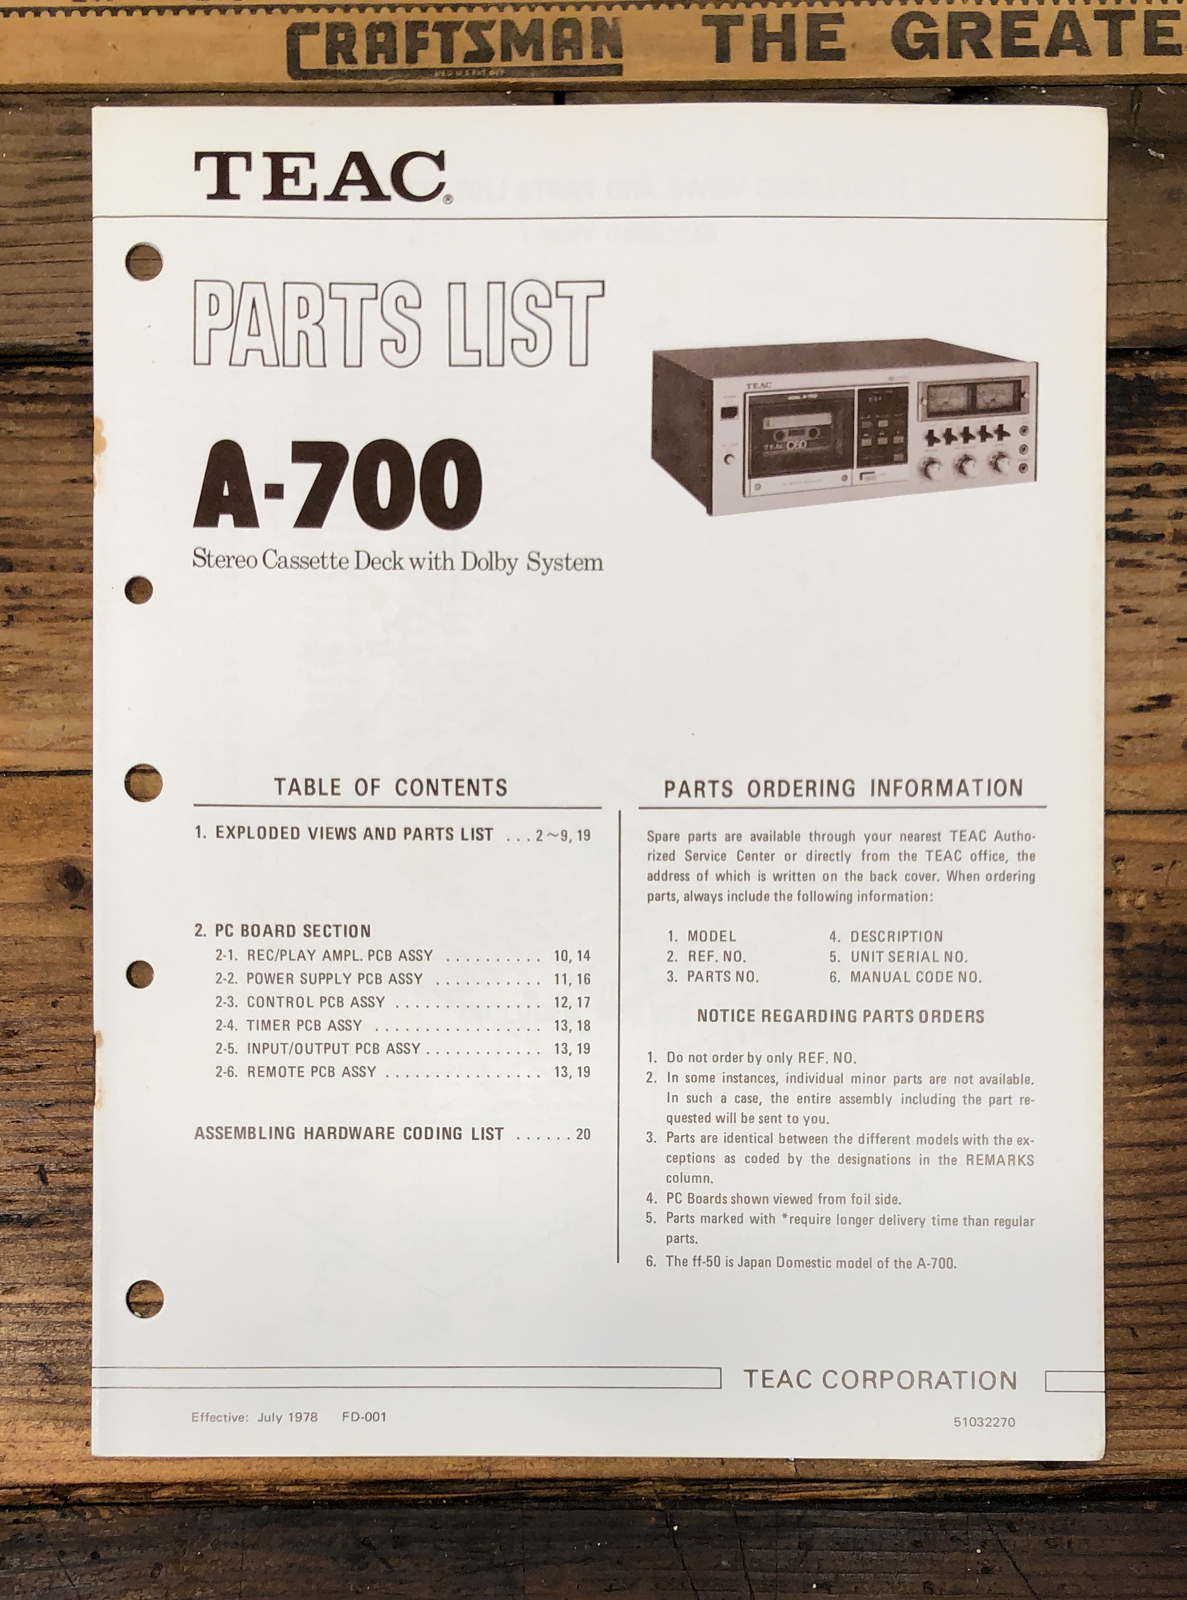 CRAFTSMAN THE GREATE
TEAC®
PARTS LIST
TEAC
A-700
Stereo Cassette Deck with Dolby System
TABLE OF CONTENTS
1. EXPLODED VIEWS AND PARTS LIST ... 2~9, 19
2. PC BOARD SECTION
2-1. REC/PLAY AMPL. PCB ASSY .......... 10, 14
2-2. POWER SUPPLY PCB ASSY ........... 11, 16
2-3. CONTROL PCB ASSY .............. 12, 17
2-4. TIMER PCB ASSY ................ 13, 18
2-5. INPUT/OUTPUT PCB ASSY ........... 13, 19
2-6. REMOTE PCB ASSY ............... 13, 19
ASSEMBLING HARDWARE CODING LIST ...... 20
PARTS ORDERING INFORMATION
Spare parts are available through your nearest TEAC Autho-
rized Service Center or directly from the TEAC office, the
address of which is written on the back cover. When ordering
parts, always include the following information:
1. MODEL 4. DESCRIPTION
2. REF. NO. 5. UNIT SERIAL NO.
3. PARTS NO. 6. MANUAL CODE NO.
NOTICE REGARDING PARTS ORDERS
1. Do not order by only REF. NO.
2. In some instances, individual minor parts are not available.
In such a case, the entire assembly including the part re-
quested will be sent to you.
3. Parts are identical between the different models with the ex-
ceptions as coded by the designations in the REMARKS
column.
4. PC Boards shown viewed from foil side.
5. Parts marked with *require longer delivery time than regular
parts.
6. The ff-50 is Japan Domestic model of the A-700.
TEAC CORPORATION
Effective: July 1978 FD-001
51032270